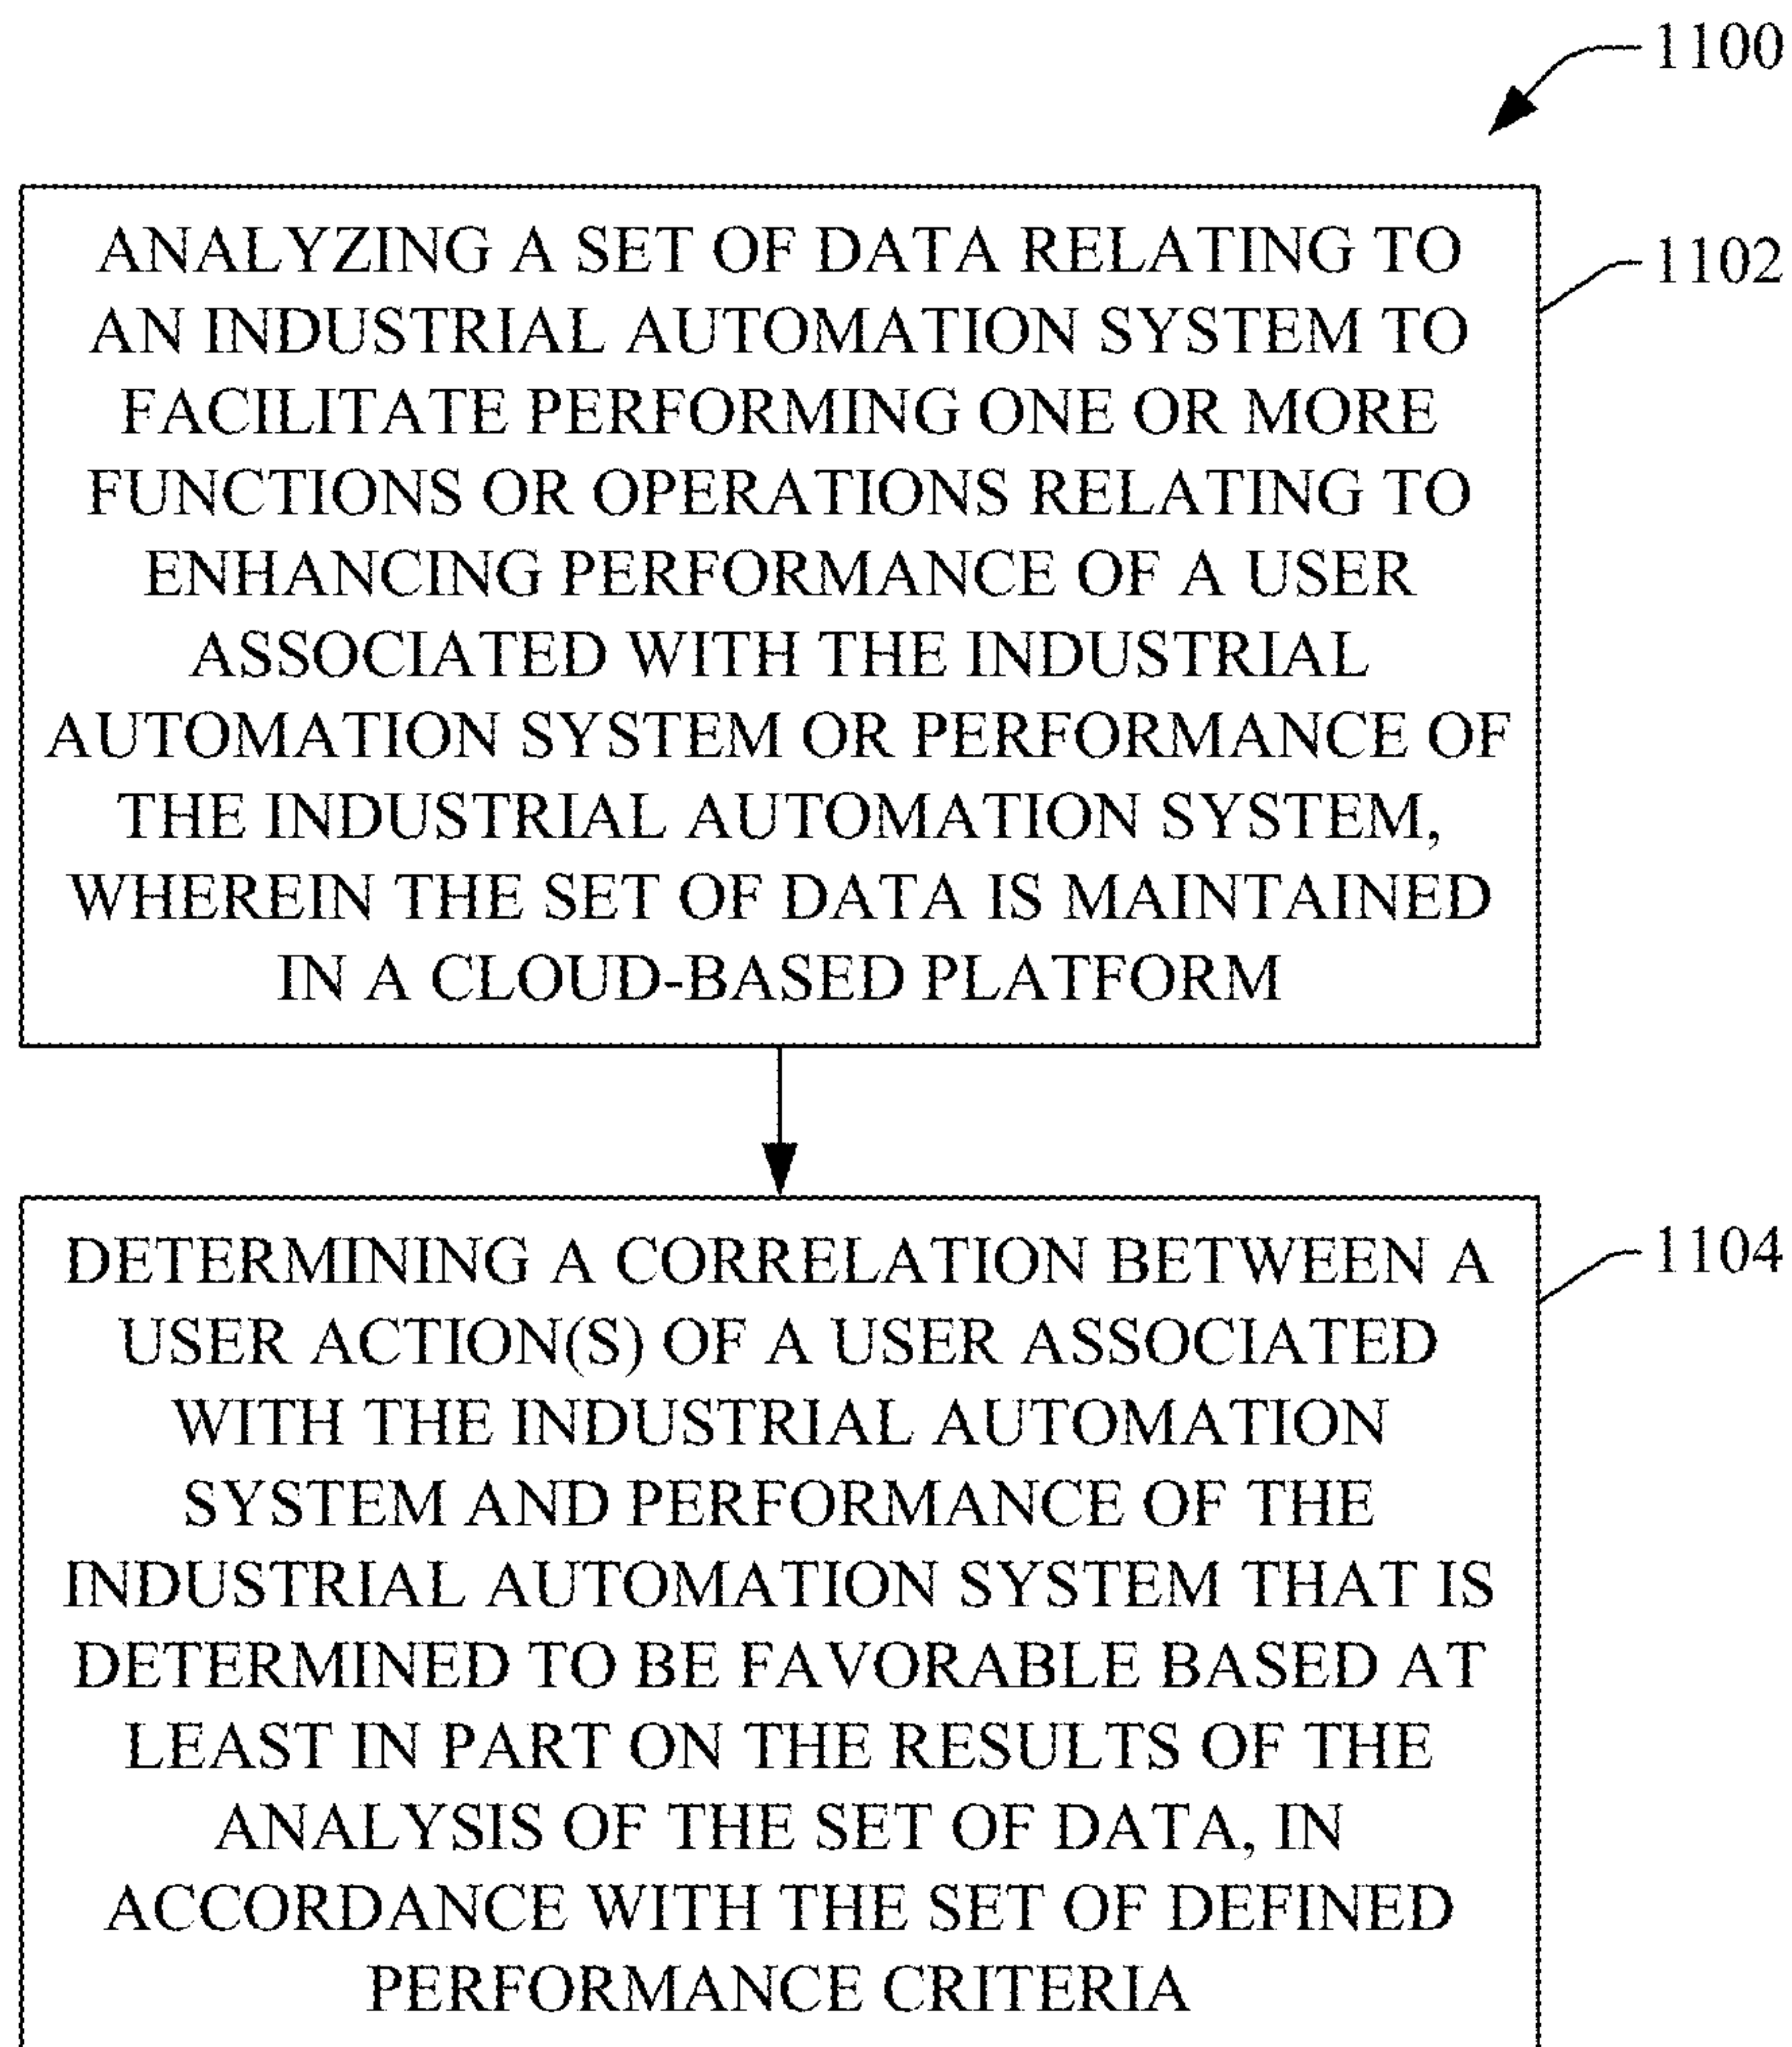 1100
ANALYZING A SET OF DATA RELATING TO
1102
AN INDUSTRIAL AUTOMATION SYSTEM TO
FACILITATE PERFORMING ONE OR MORE
FUNCTIONS OR OPERATIONS RELATING TO
ENHANCING PERFORMANCE OF A USER
ASSOCIATED WITH THE INDUSTRIAL
AUTOMATION SYSTEM OR PERFORMANCE OF
THE INDUSTRIAL AUTOMATION SYSTEM,
WHEREIN THE SET OF DATA IS MAINTAINED
IN A CLOUD-BASED PLATFORM
DETERMINING A CORRELATION BETWEEN A
1104
USER ACTION(S) OF A USER ASSOCIATED
WITH THE INDUSTRIAL AUTOMATION
SYSTEM AND PERFORMANCE OF THE
INDUSTRIAL AUTOMATION SYSTEM THAT IS
DETERMINED TO BE FAVORABLE BASED AT
LEAST IN PART ON THE RESULTS OF THE
ANALYSIS OF THE SET OF DATA, IN
ACCORDANCE WITH THE SET OF DEFINED
PERFORMANCE CRITERIA